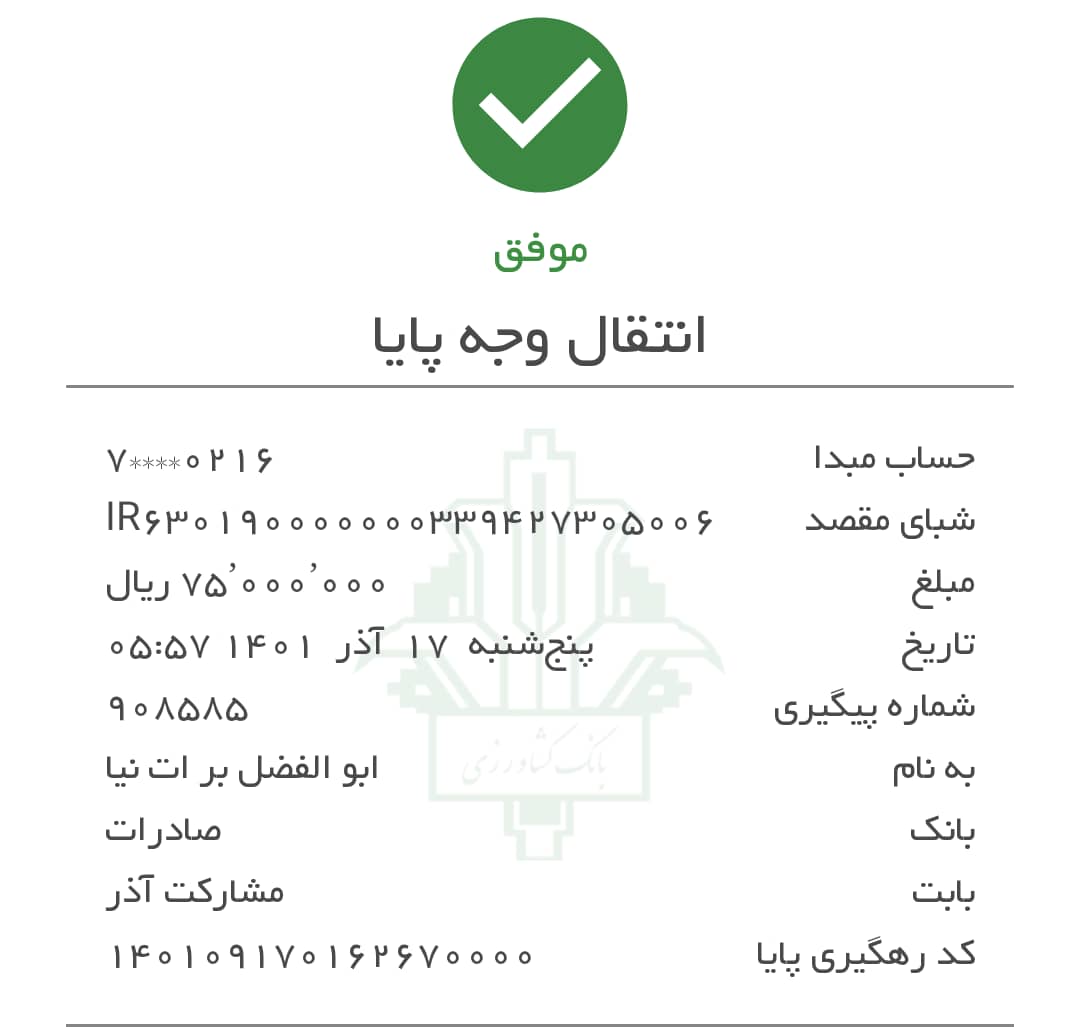 موفق
انتقال وجه پایا
حساب مبدا ۷****۰۲۱۶
شبای مقصد IR۶۳۰۱۹۰۰۰۰۰۰۰۰۳۳۹۴۲۷۳۰۵۰۰۶
مبلغ ۷۵٬۰۰۰٬۰۰۰ ریال
تاریخ پنج‌شنبه ۱۷ آذر ۱۴۰۱ ۰۵:۵۷
شماره پیگیری ۹۰۸۵۸۵
به نام ابو الفضل بر ات نیا
بانک صادرات
بابت مشارکت آذر
کد رهگیری پایا ۱۴۰۱۰۹۱۷۰۱۶۲۶۷۰۰۰۰
بانک کشاورزی